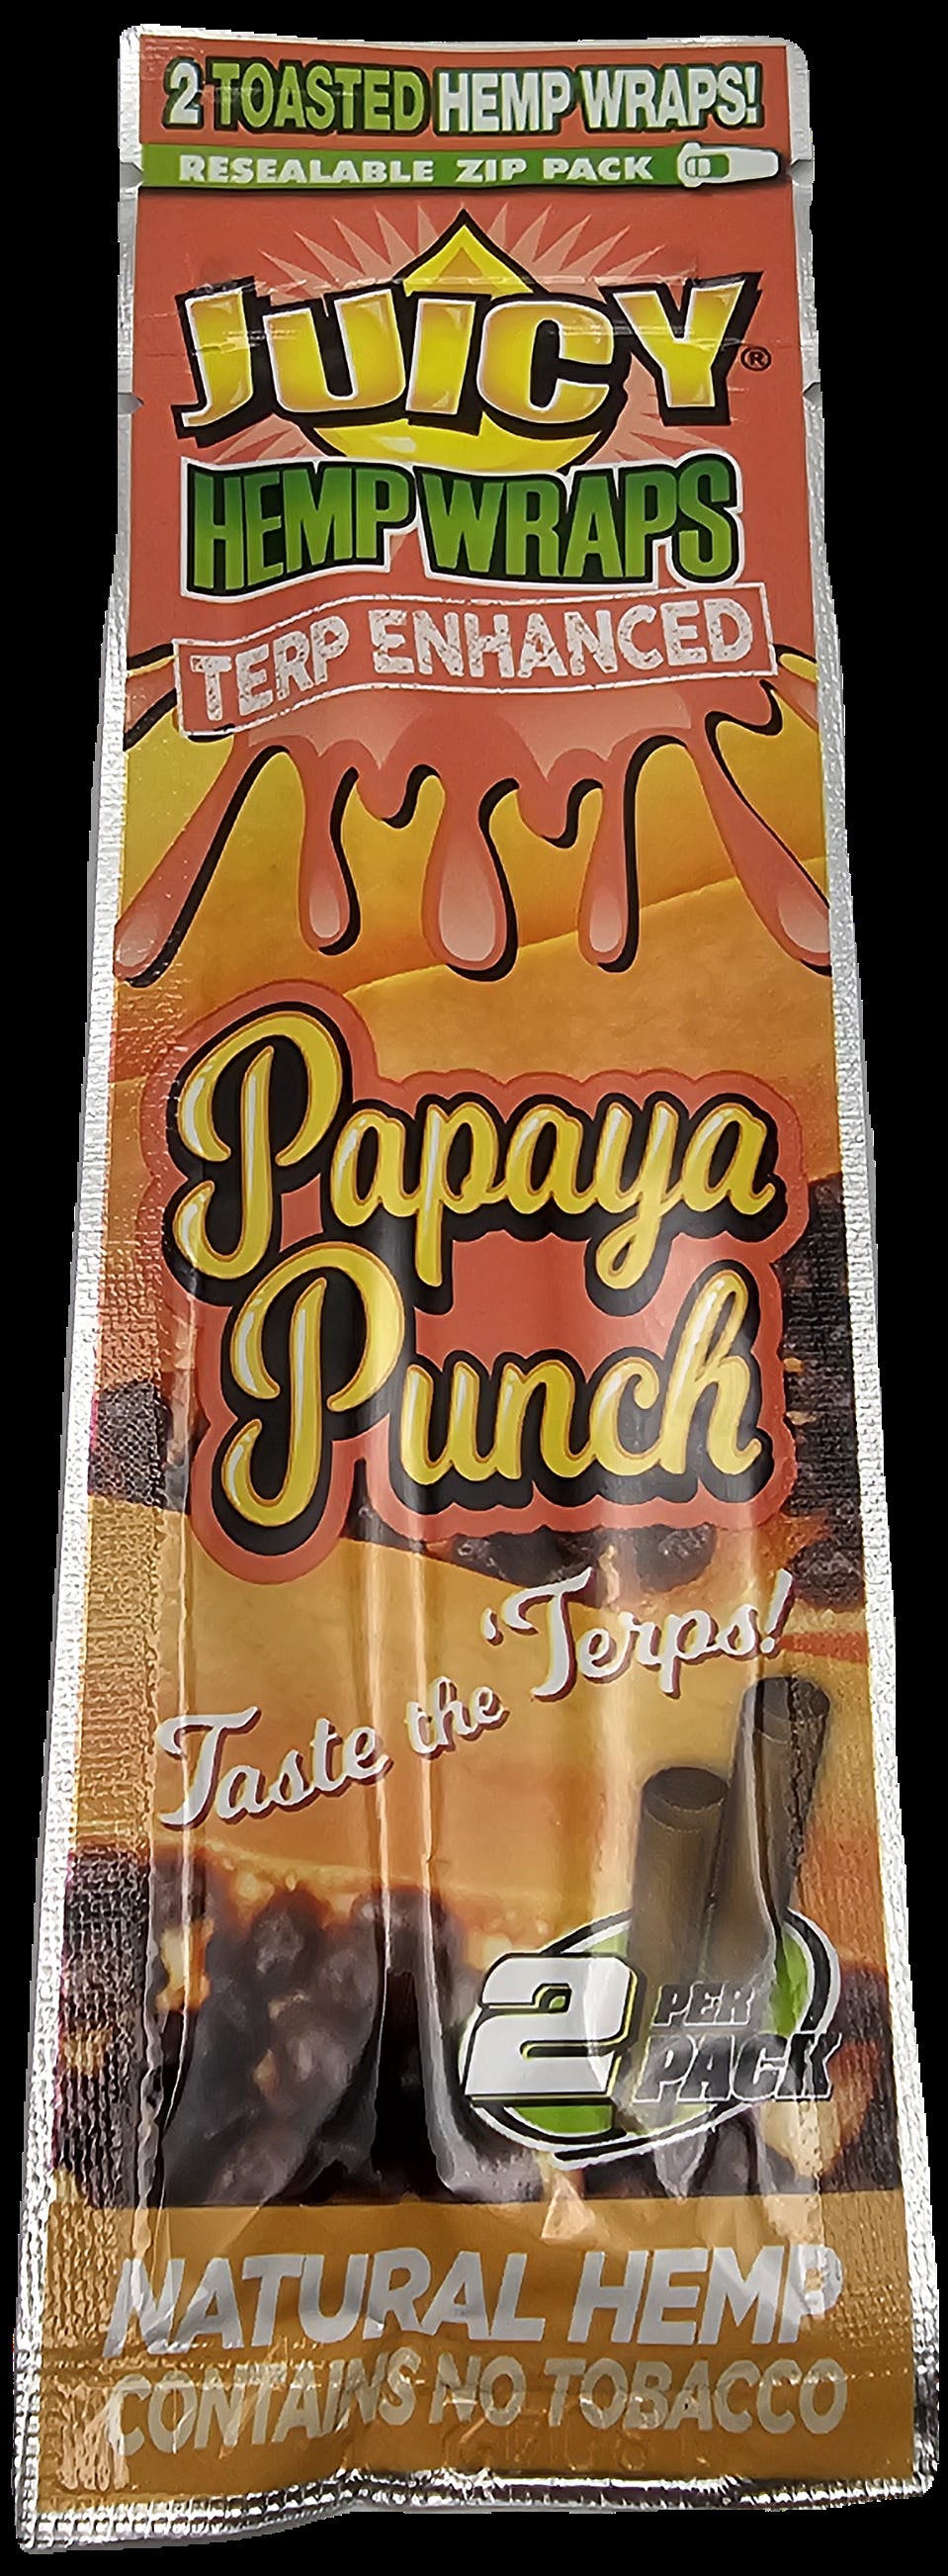 2 TOASTED HEMP WRAPS!
RESEALABLE ZIP PACK
JUICY®
HEMP WRAPS
TERP ENHANCED
Papaya
Punch
Taste the 'Terps!
2 PER
PACK
NATURAL HEMP
CONTAINS NO TOBACCO